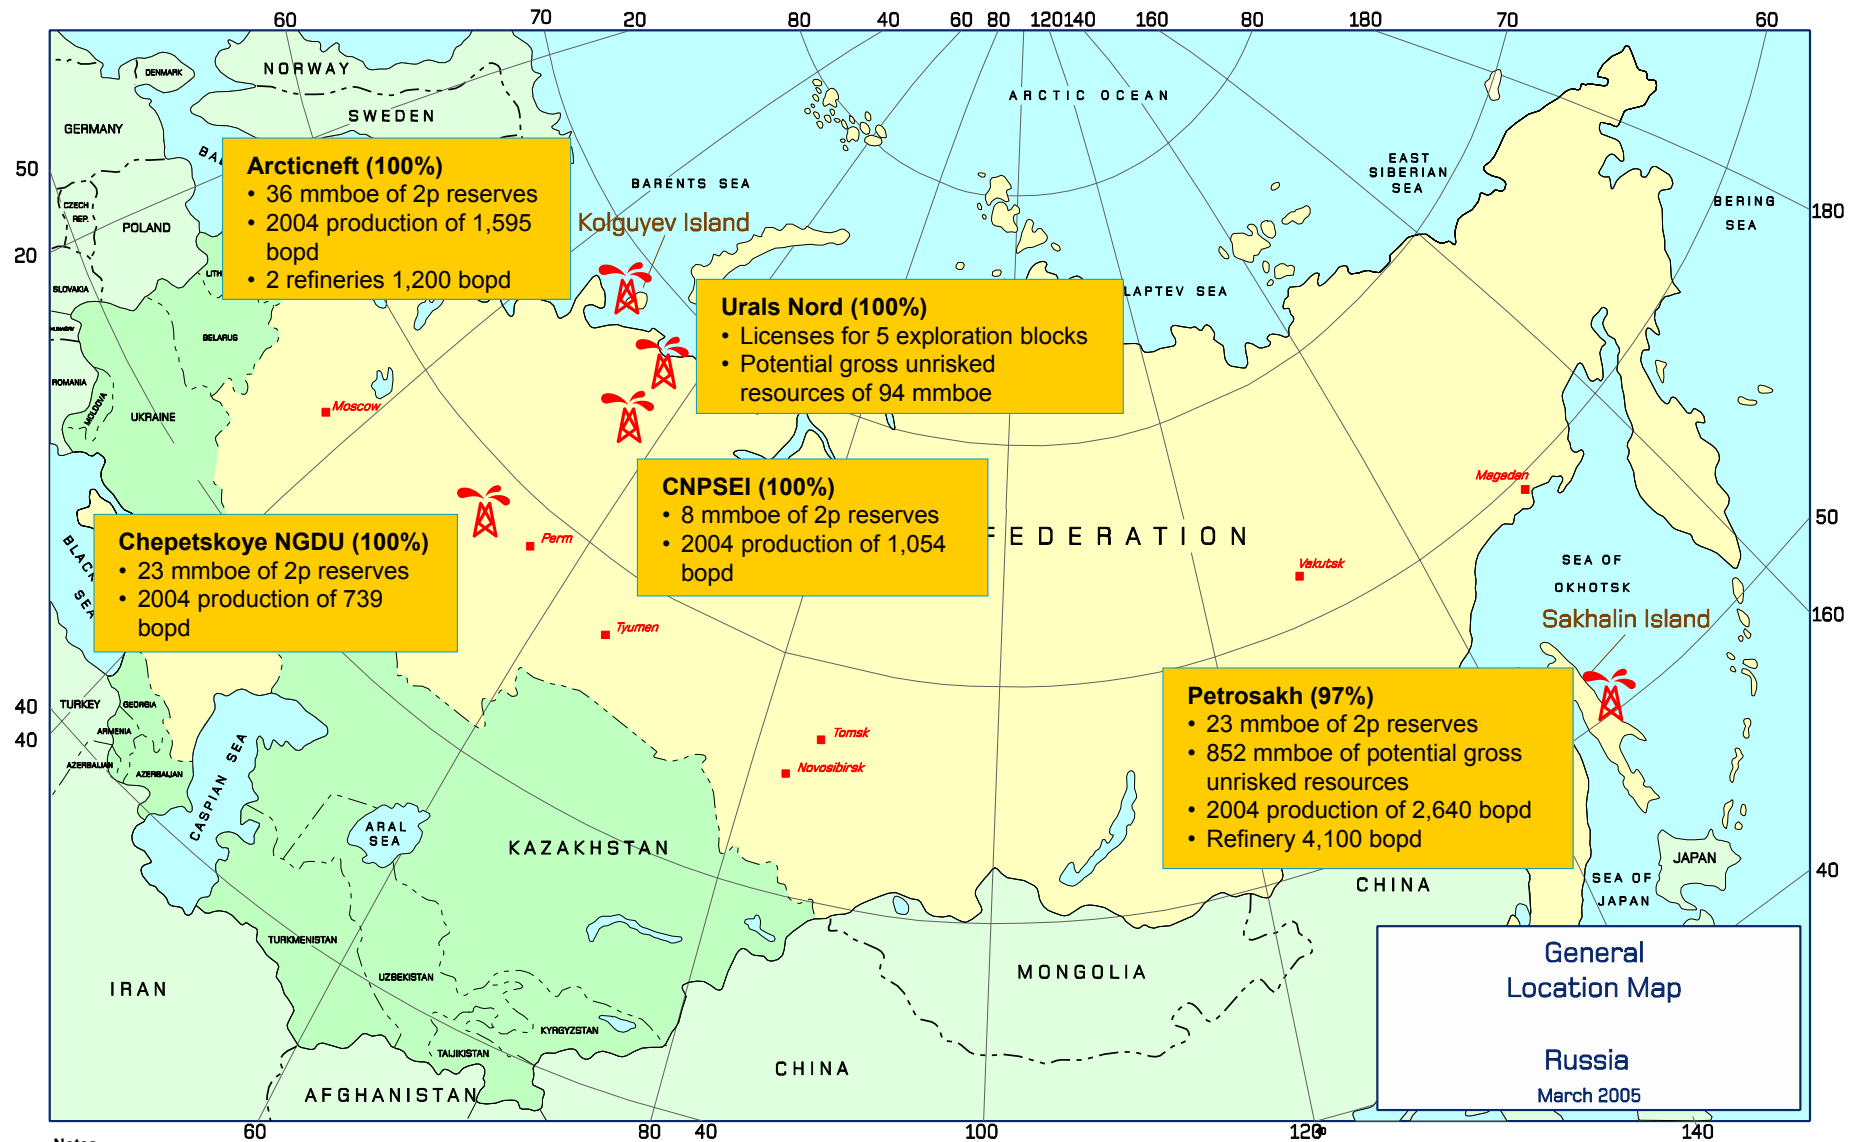 60 70 20 80 40 60 80 120 140 160 80 180 70 60
DENMARK
NORWAY
SWEDEN
GERMANY
ARCTIC OCEAN
50
Arcticneft (100%)
• 36 mmboe of 2p reserves
• 2004 production of 1,595
bopd
• 2 refineries 1,200 bopd
BARENTS SEA
Kolguyev Island
EAST
SIBERIAN
SEA
BERING
SEA
180
CZECH
REP.
POLAND
20
SLOVAKIA
HUNGARY
BELARUS
ROMANIA
MOLDOVA
UKRAINE
Moscow
LAPTEV SEA
Urals Nord (100%)
• Licenses for 5 exploration blocks
• Potential gross unrisked
resources of 94 mmboe
CNPSEI (100%)
• 8 mmboe of 2p reserves
• 2004 production of 1,054
bopd
FEDERATION
Magadan
50
Perm
Chepetskoye NGDU (100%)
• 23 mmboe of 2p reserves
• 2004 production of 739
bopd
BLACK
SEA
Vakutsk
SEA OF
OKHOTSK
160
Sakhalin Island
Tyumen
Petrosakh (97%)
• 23 mmboe of 2p reserves
• 852 mmboe of potential gross
unrisked resources
• 2004 production of 2,640 bopd
• Refinery 4,100 bopd
40
TURKEY
GEORGIA
ARMENIA
40
AZERBAIJAN
AZERBAIJAN
CASPIAN SEA
Tomsk
Novosibirsk
ARAL
SEA
KAZAKHSTAN
JAPAN
40
SEA OF
JAPAN
CHINA
TURKMENISTAN
UZBEKISTAN
IRAN
MONGOLIA
KYRGYZSTAN
TAIJIKISTAN
CHINA
AFGHANISTAN
General
Location Map
Russia
March 2005
60 80 40 100 120 140